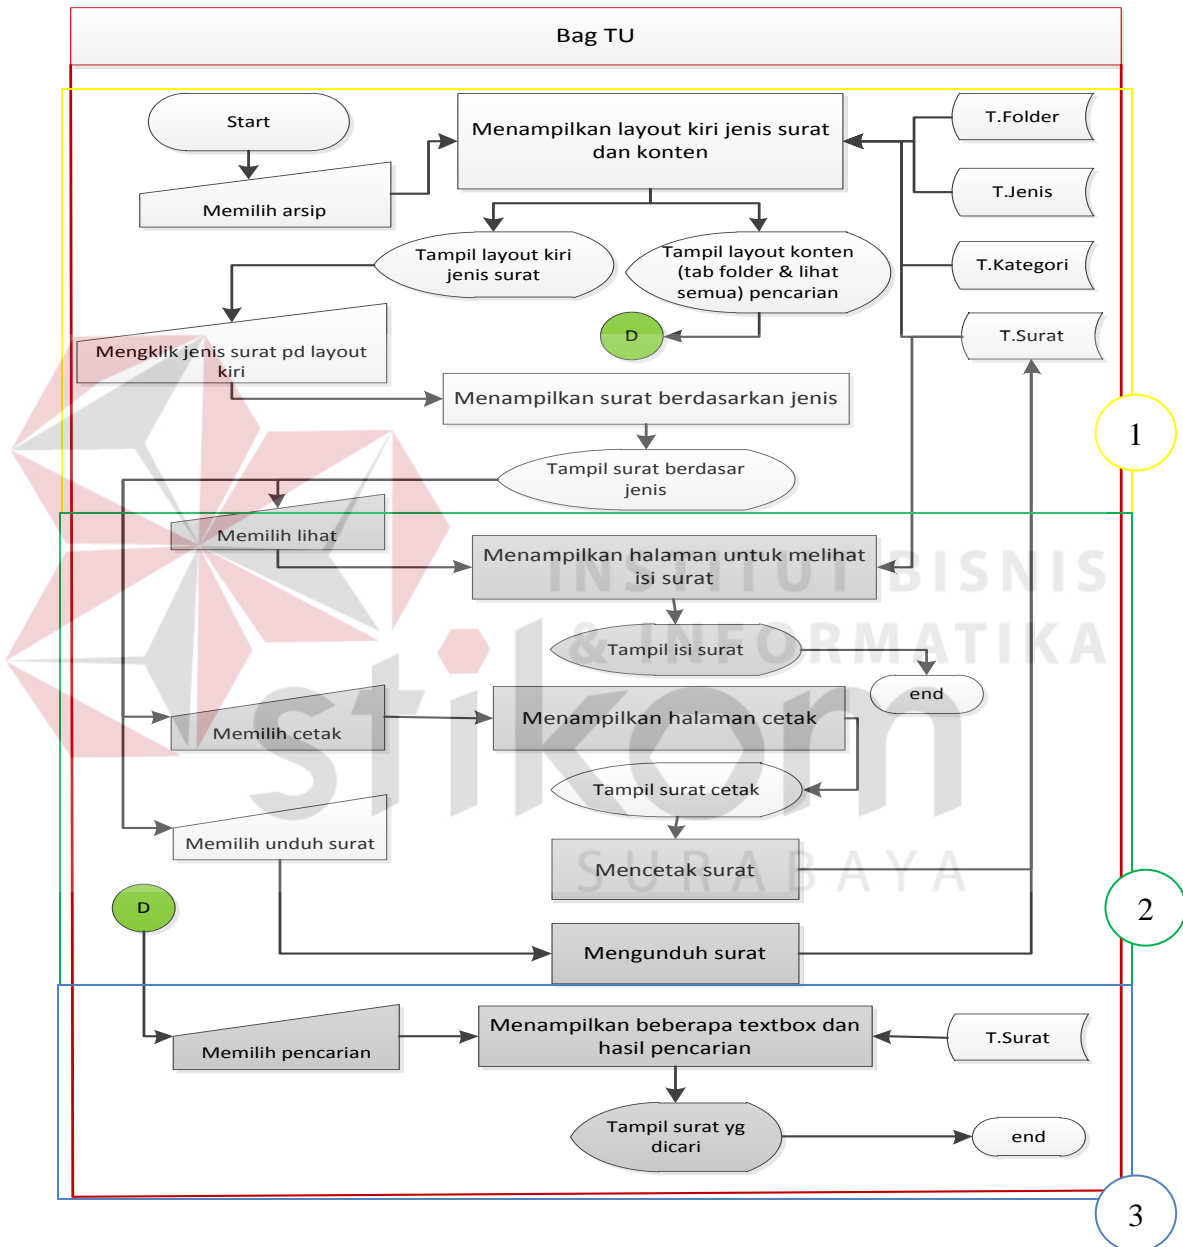 Bag TU
Start
Menampilkan layout kiri jenis surat
dan konten
T.Folder
Memilih arsip
T.Jenis
Tampil layout kiri
jenis surat
Tampil layout konten
(tab folder & lihat
semua) pencarian
T.Kategori
D
T.Surat
Mengklik jenis surat pd layout
kiri
Menampilkan surat berdasarkan jenis
1
Tampil surat berdasar
jenis
Memilih lihat
Menampilkan halaman untuk melihat
isi surat
INSTITUT BISNIS
& INFORMATIKA
Tampil isi surat
end
Memilih cetak
Menampilkan halaman cetak
stikom
Tampil surat cetak
Memilih unduh surat
Mencetak surat
SURABAYA
D
2
Mengunduh surat
Memilih pencarian
Menampilkan beberapa textbox dan
hasil pencarian
T.Surat
Tampil surat yg
dicari
end
3